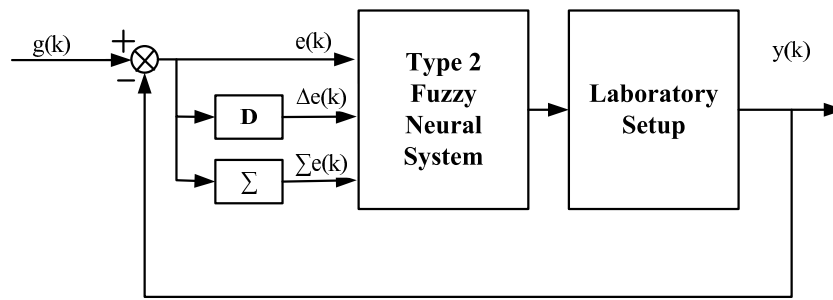 g(k)
+
−
e(k)
D
Δe(k)
∑
∑e(k)
Type 2
Fuzzy
Neural
System
Laboratory
Setup
y(k)